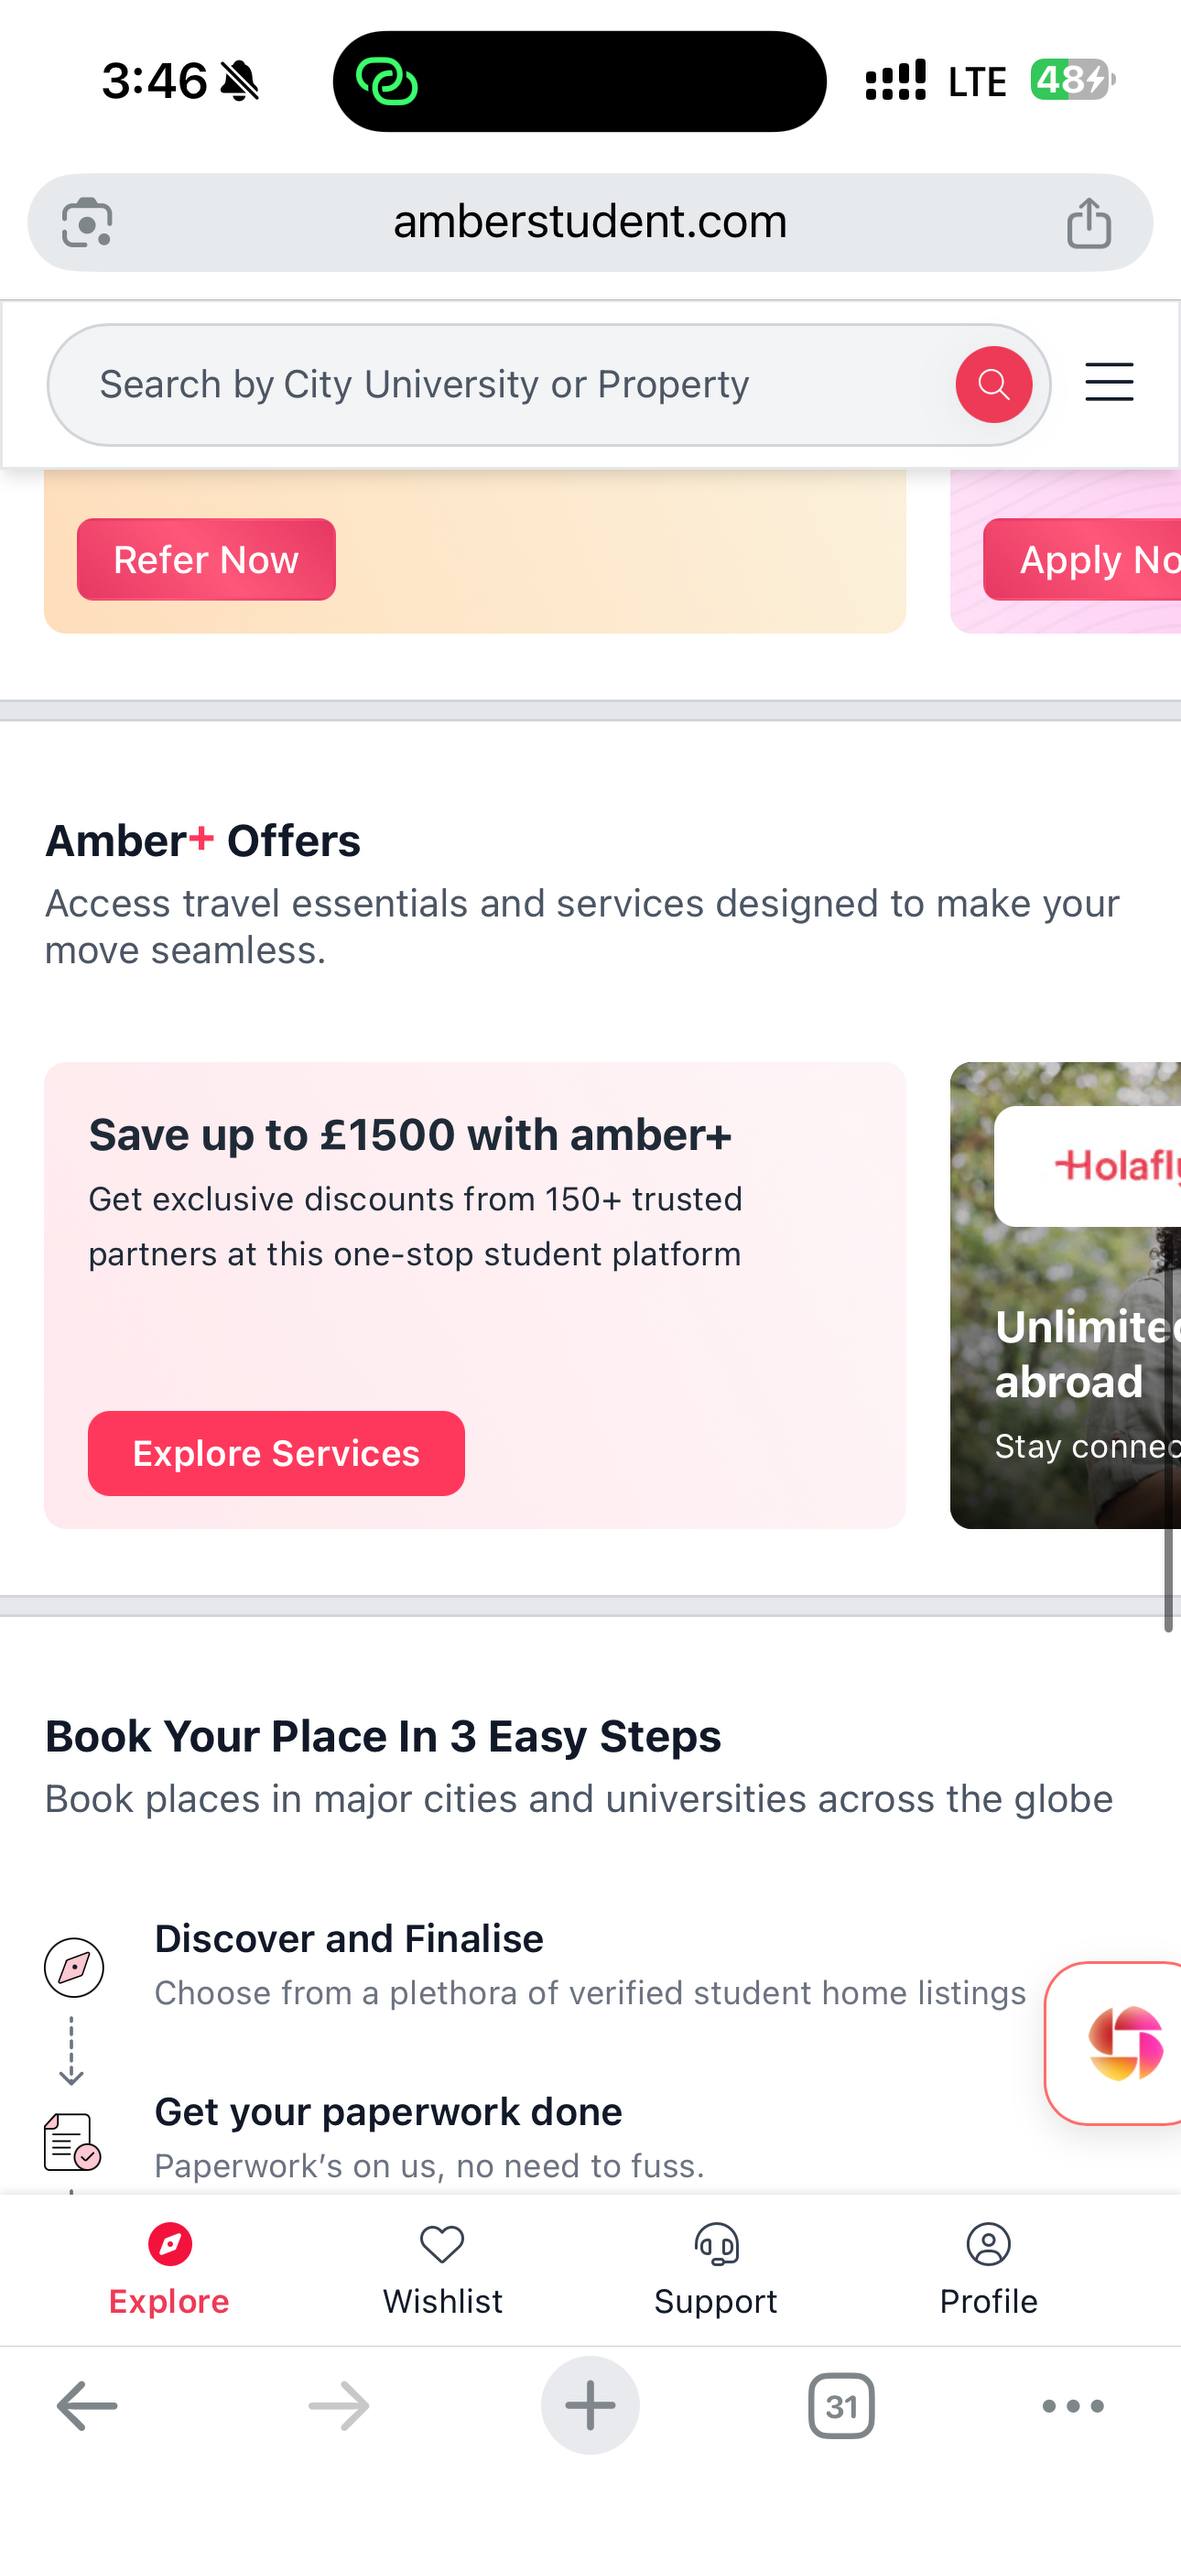 3:46
LTE
48
amberstudent.com
Search by City University or Property
Refer Now
Apply No
Amber+ Offers
Access travel essentials and services designed to make your
move seamless.
Save up to £1500 with amber+
Get exclusive discounts from 150+ trusted
partners at this one-stop student platform
Explore Services
Holafly
Unlimited
abroad
Stay connec
Book Your Place In 3 Easy Steps
Book places in major cities and universities across the globe
Discover and Finalise
Choose from a plethora of verified student home listings
Get your paperwork done
Paperwork’s on us, no need to fuss.
Explore
Wishlist
Support
Profile
31